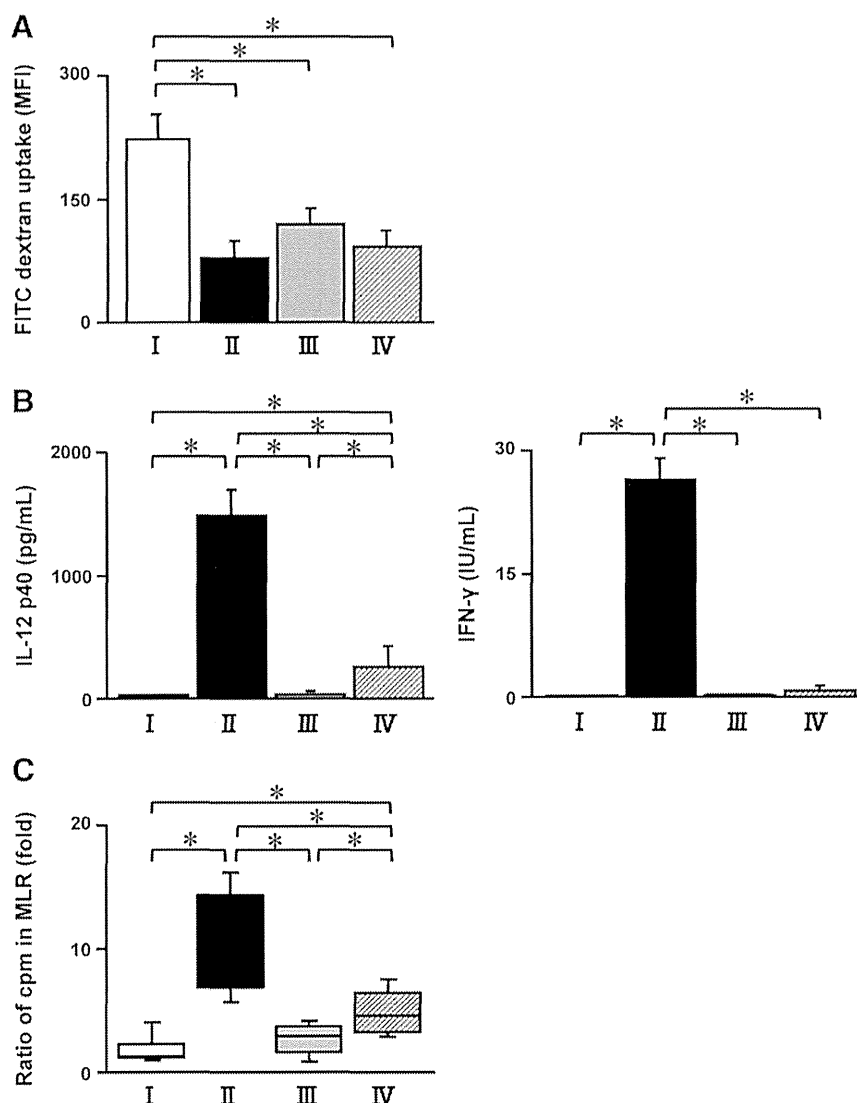 A
FITC dextran uptake (MFI)
300
150
0
* * *
I II III IV
B
IL-12 p40 (pg/mL)
2000
1000
0
* * * * *
I II III IV
IFN-γ (IU/mL)
30
15
0
* * *
I II III IV
C
Ratio of cpm in MLR (fold)
20
10
0
* * * * *
I II III IV